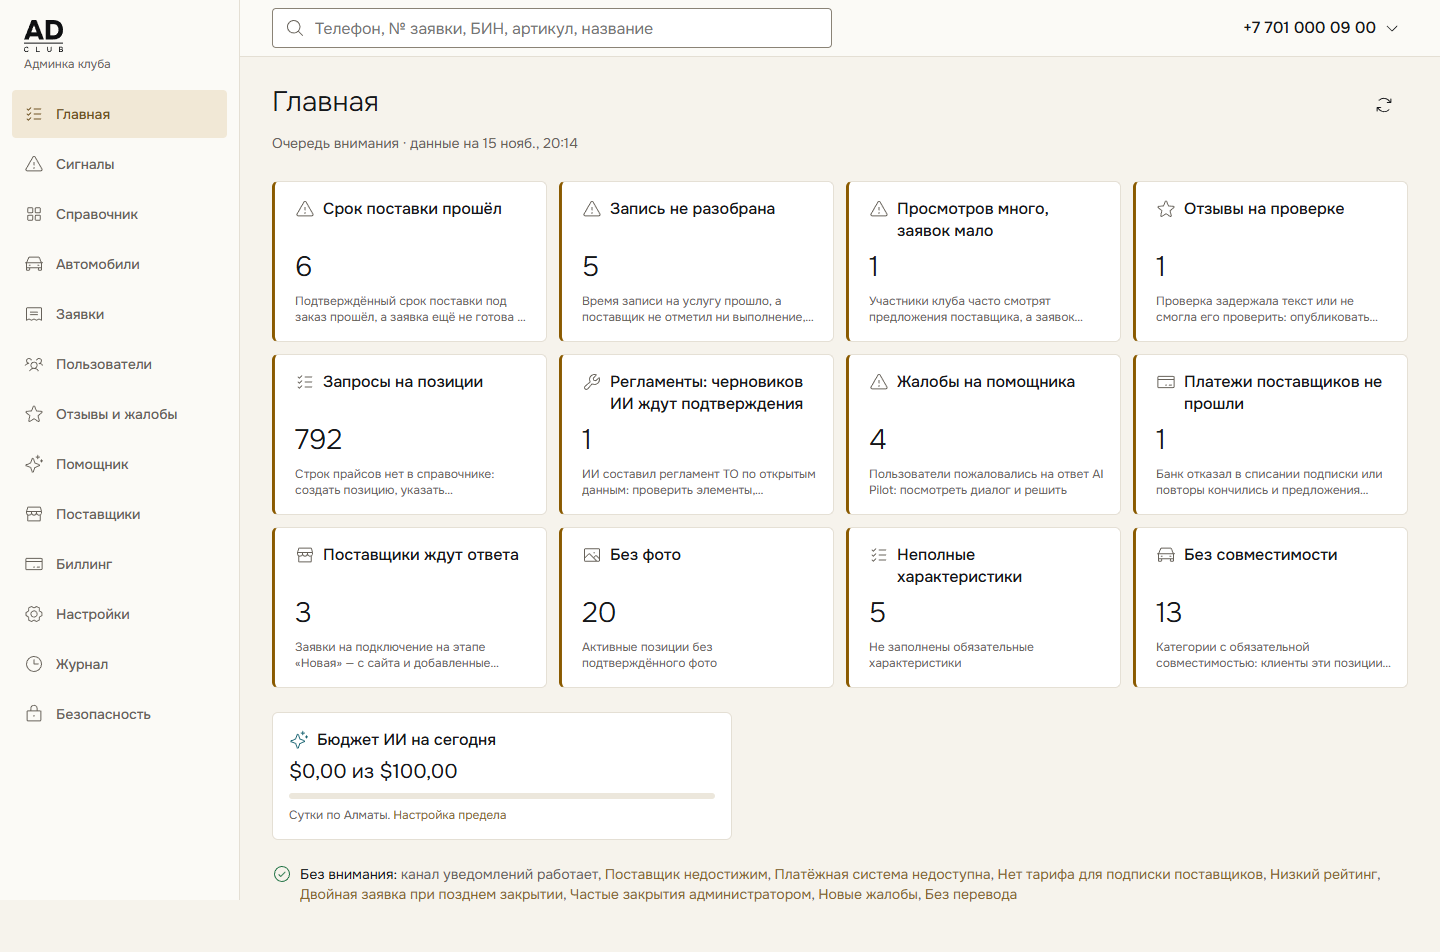 AD
CLUB
Админка клуба
Главная
Сигналы
Справочник
Автомобили
Заявки
Пользователи
Отзывы и жалобы
Помощник
Поставщики
Биллинг
Настройки
Журнал
Безопасность
Телефон, № заявки, БИН, артикул, название
+7 701 000 09 00
Главная
Очередь внимания · данные на 15 нояб., 20:14
Срок поставки прошёл
6
Подтверждённый срок поставки под
заказ прошёл, а заявка ещё не готова ...
Запись не разобрана
5
Время записи на услугу прошло, а
поставщик не отметил ни выполнение,...
Просмотров много,
заявок мало
1
Участники клуба часто смотрят
предложения поставщика, а заявок...
Отзывы на проверке
1
Проверка задержала текст или не
смогла его проверить: опубликовать...
Запросы на позиции
792
Строк прайсов нет в справочнике:
создать позицию, указать...
Регламенты: черновиков
ИИ ждут подтверждения
1
ИИ составил регламент ТО по открытым
данным: проверить элементы,...
Жалобы на помощника
4
Пользователи пожаловались на ответ AI
Pilot: посмотреть диалог и решить
Платежи поставщиков не
прошли
1
Банк отказал в списании подписки или
повторы кончились и предложения...
Поставщики ждут ответа
3
Заявки на подключение на этапе
«Новая» — с сайта и добавленные...
Без фото
20
Активные позиции без
подтверждённого фото
Неполные
характеристики
5
Не заполнены обязательные
характеристики
Без совместимости
13
Категории с обязательной
совместимостью: клиенты эти позиции...
Бюджет ИИ на сегодня
$0,00 из $100,00
Сутки по Алматы. Настройка предела
Без внимания: канал уведомлений работает, Поставщик недостижим, Платёжная система недоступна, Нет тарифа для подписки поставщиков, Низкий рейтинг,
Двойная заявка при позднем закрытии, Частые закрытия администратором, Новые жалобы, Без перевода